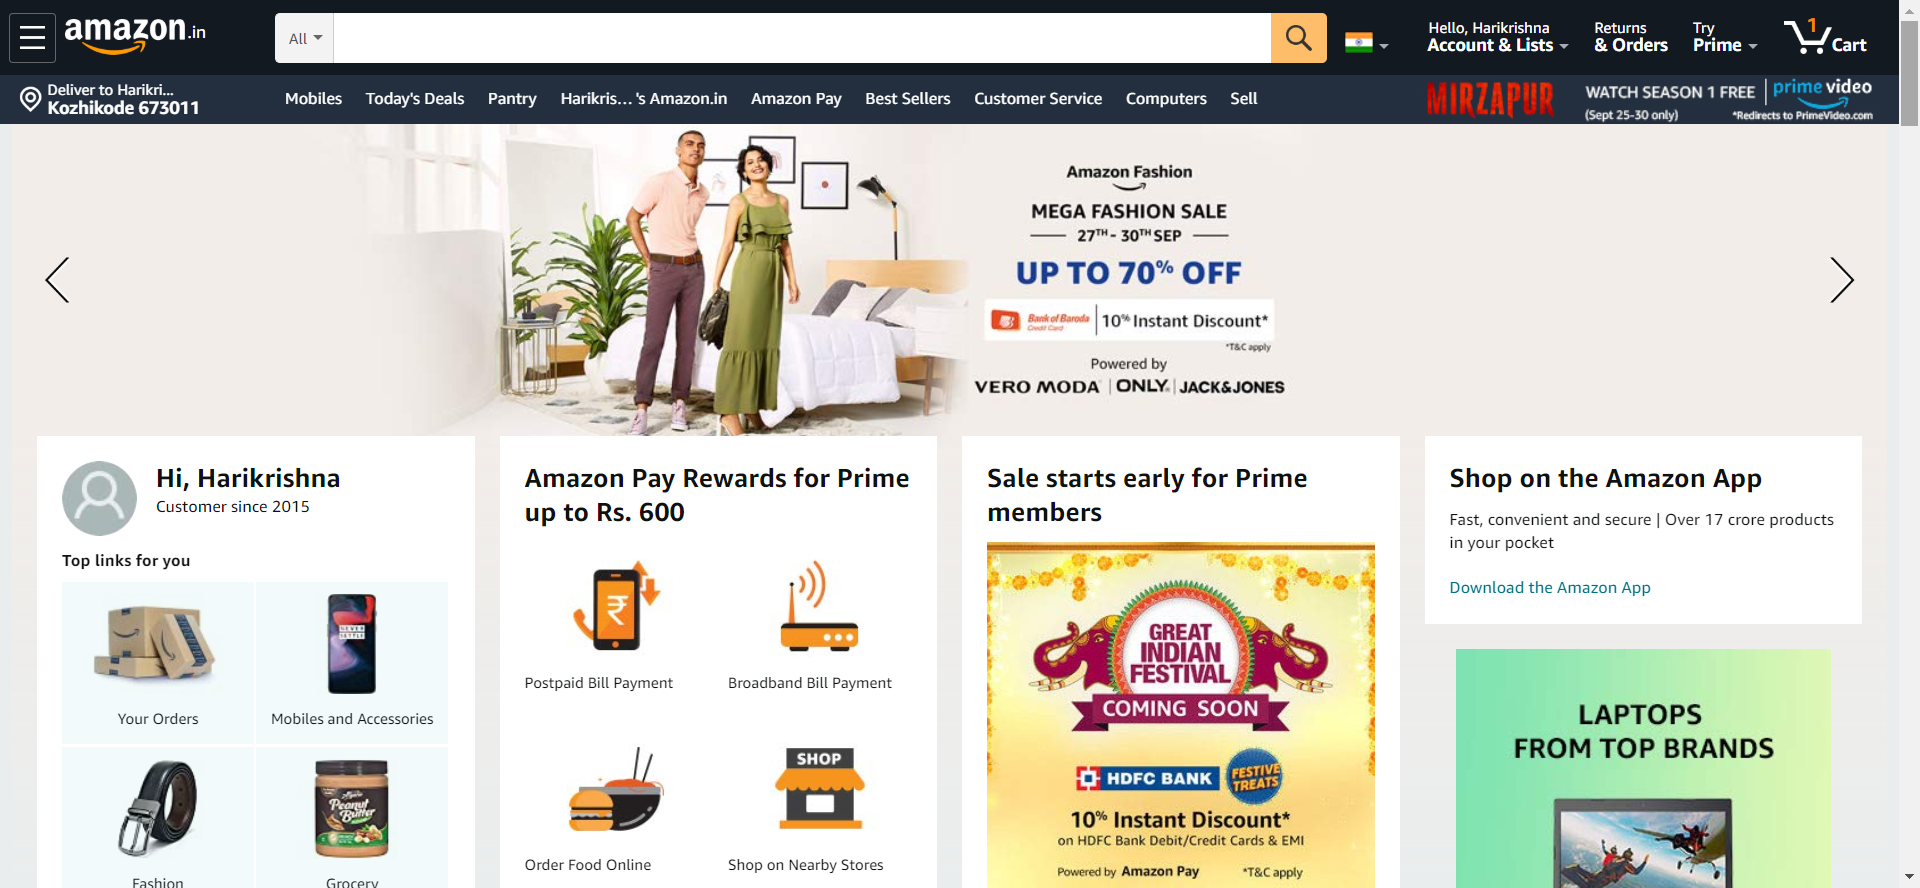 amazon.in
All
Hello, Harikrishna
Account & Lists
Returns
& Orders
Try
Prime
1
Cart
Deliver to Harikri...
Kozhikode 673011
Mobiles
Today's Deals
Pantry
Harikris... 's Amazon.in
Amazon Pay
Best Sellers
Customer Service
Computers
Sell
MIRZAPUR
WATCH SEASON 1 FREE
(Sept 25-30 only)
prime video
*Redirects to PrimeVideo.com
Amazon Fashion
MEGA FASHION SALE
27TH - 30TH SEP
UP TO 70% OFF
Bank of Baroda
Credit Card
10% Instant Discount*
*T&C apply
Powered by
VERO MODA | ONLY. | JACK&JONES
Hi, Harikrishna
Customer since 2015
Top links for you
NEVER
SETTLE
Your Orders
Mobiles and Accessories
Peanut
Butter
Fashion
Grocery
Amazon Pay Rewards for Prime
up to Rs. 600
Postpaid Bill Payment
Broadband Bill Payment
SHOP
Order Food Online
Shop on Nearby Stores
Sale starts early for Prime
members
GREAT
INDIAN
FESTIVAL
COMING SOON
HDFC BANK
FESTIVE
TREATS
10% Instant Discount*
on HDFC Bank Debit/Credit Cards & EMI
Powered by Amazon Pay
*T&C apply
Shop on the Amazon App
Fast, convenient and secure | Over 17 crore products
in your pocket
Download the Amazon App
LAPTOPS
FROM TOP BRANDS